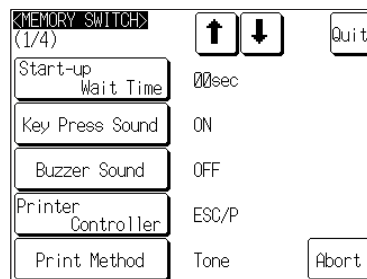 <MEMORY SWITCH>
(1/4)
Quit
Start-up
Wait Time
00sec
Key Press Sound
ON
Buzzer Sound
OFF
Printer
Controller
ESC/P
Print Method
Tone
Abort